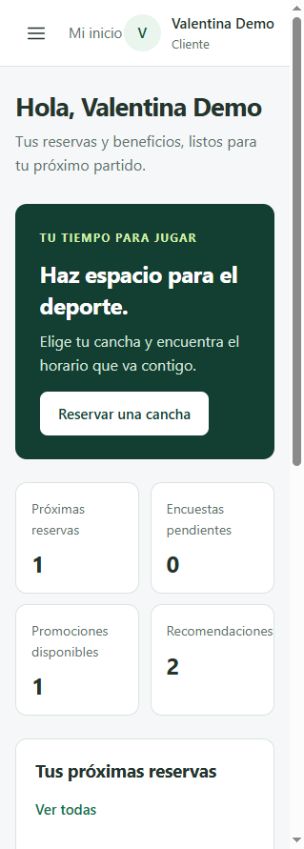 Mi inicio
V
Valentina Demo
Cliente
Hola, Valentina Demo
Tus reservas y beneficios, listos para
tu próximo partido.
TU TIEMPO PARA JUGAR
Haz espacio para el
deporte.
Elige tu cancha y encuentra el
horario que va contigo.
Reservar una cancha
Próximas
reservas
1
Encuestas
pendientes
0
Promociones
disponibles
1
Recomendaciones
2
Tus próximas reservas
Ver todas